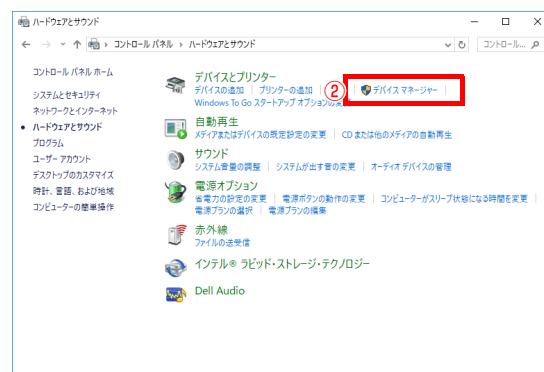 ハードウェアとサウンド
コントロール パネル › ハードウェアとサウンド
コントロール...
コントロール パネル ホーム
システムとセキュリティ
ネットワークとインターネット
ハードウェアとサウンド
プログラム
ユーザー アカウント
デスクトップのカスタマイズ
時計、言語、および地域
コンピューターの簡単操作
デバイスとプリンター
デバイスの追加 | プリンターの追加 | ② デバイス マネージャー
Windows To Go スタートアップ オプションの変更
自動再生
メディアまたはデバイスの既定設定の変更 | CD または他のメディアの自動再生
サウンド
システム音量の調整 | システムが出す音の変更 | オーディオ デバイスの管理
電源オプション
省電力の設定の変更 | 電源ボタンの動作の変更 | コンピューターがスリープ状態になる時間を変更
電源プランの選択 | 電源プランの編集
赤外線
ファイルの送受信
インテル® ラピッド・ストレージ・テクノロジー
Dell Audio